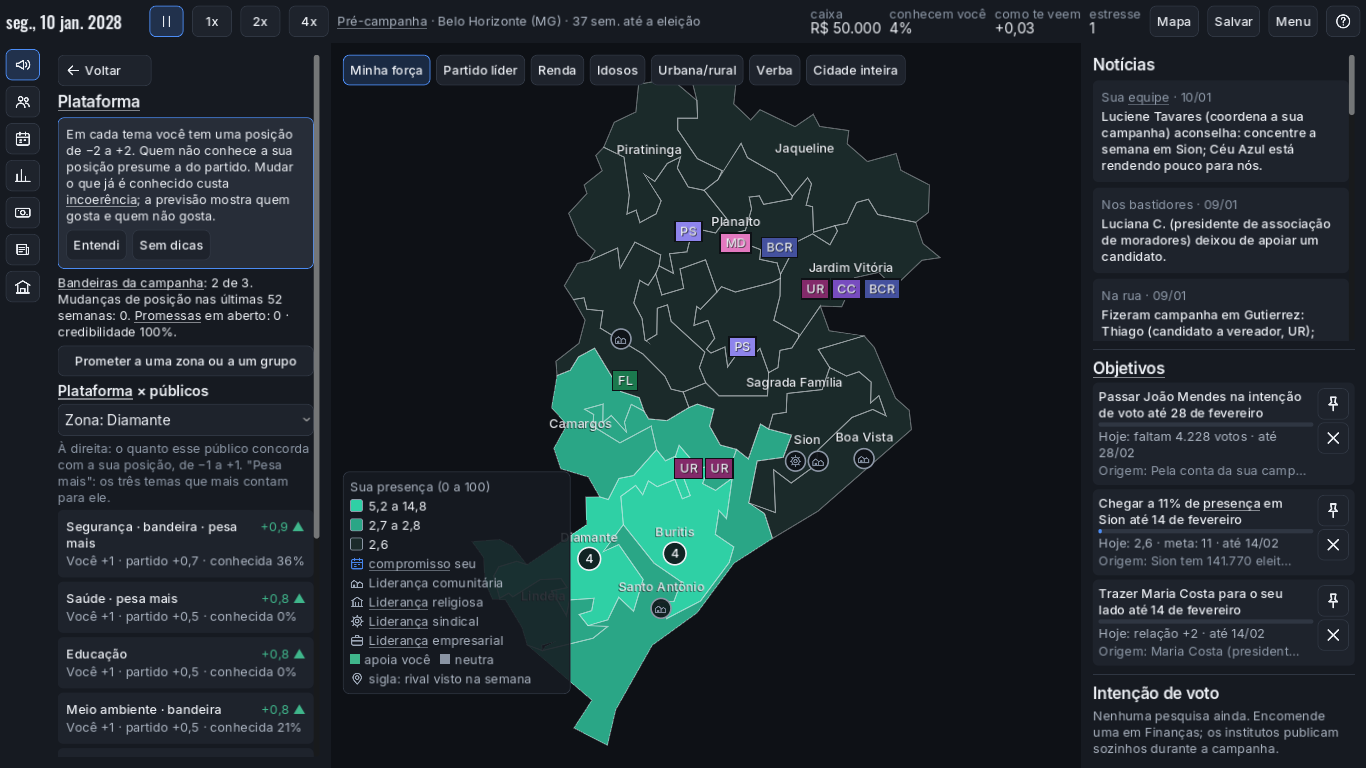 seg., 10 jan. 2028
1x
2x
4x
Pré-campanha · Belo Horizonte (MG) · 37 sem. até a eleição
caixa
R$ 50.000
conhecem você
4%
como te veem
+0,03
estresse
1
Mapa
Salvar
Menu
Voltar
Plataforma
Em cada tema você tem uma posição
de −2 a +2. Quem não conhece a sua
posição presume a do partido. Mudar
o que já é conhecido custa
incoerência; a previsão mostra quem
gosta e quem não gosta.
Entendi
Sem dicas
Bandeiras da campanha: 2 de 3.
Mudanças de posição nas últimas 52
semanas: 0. Promessas em aberto: 0 ·
credibilidade 100%.
Prometer a uma zona ou a um grupo
Plataforma × públicos
Zona: Diamante
À direita: o quanto esse público concorda
com a sua posição, de −1 a +1. "Pesa
mais": os três temas que mais contam
para ele.
Segurança · bandeira · pesa
mais
+0,9 ▲
Você +1 · partido +0,7 · conhecida 36%
Saúde · pesa mais
+0,8 ▲
Você +1 · partido +0,5 · conhecida 0%
Educação
+0,8 ▲
Você +1 · partido +0,5 · conhecida 0%
Meio ambiente · bandeira
+0,8 ▲
Você +1 · partido +0,5 · conhecida 21%
Minha força
Partido líder
Renda
Idosos
Urbana/rural
Verba
Cidade inteira
Piratininga
Jaqueline
Planalto
PS
MD
BCR
Jardim Vitória
UR
CC
BCR
PS
FL
Sagrada Família
Camargos
Sion
Boa Vista
UR
UR
Buritis
4
Diamante
4
Santo Antônio
Lindéia
Sua presença (0 a 100)
5,2 a 14,8
2,7 a 2,8
2,6
compromisso seu
Liderança comunitária
Liderança religiosa
Liderança sindical
Liderança empresarial
apoia você
neutra
sigla: rival visto na semana
Notícias
Sua equipe · 10/01
Luciene Tavares (coordena a sua
campanha) aconselha: concentre a
semana em Sion; Céu Azul está
rendendo pouco para nós.
Nos bastidores · 09/01
Luciana C. (presidente de associação
de moradores) deixou de apoiar um
candidato.
Na rua · 09/01
Fizeram campanha em Gutierrez:
Thiago (candidato a vereador, UR);
Objetivos
Passar João Mendes na intenção
de voto até 28 de fevereiro
Hoje: faltam 4.228 votos · até
28/02
Origem: Pela conta da sua camp...
Chegar a 11% de presença em
Sion até 14 de fevereiro
Hoje: 2,6 · meta: 11 · até 14/02
Origem: Sion tem 141.770 eleit...
Trazer Maria Costa para o seu
lado até 14 de fevereiro
Hoje: relação +2 · até 14/02
Origem: Maria Costa (president...
Intenção de voto
Nenhuma pesquisa ainda. Encomende
uma em Finanças; os institutos publicam
sozinhos durante a campanha.